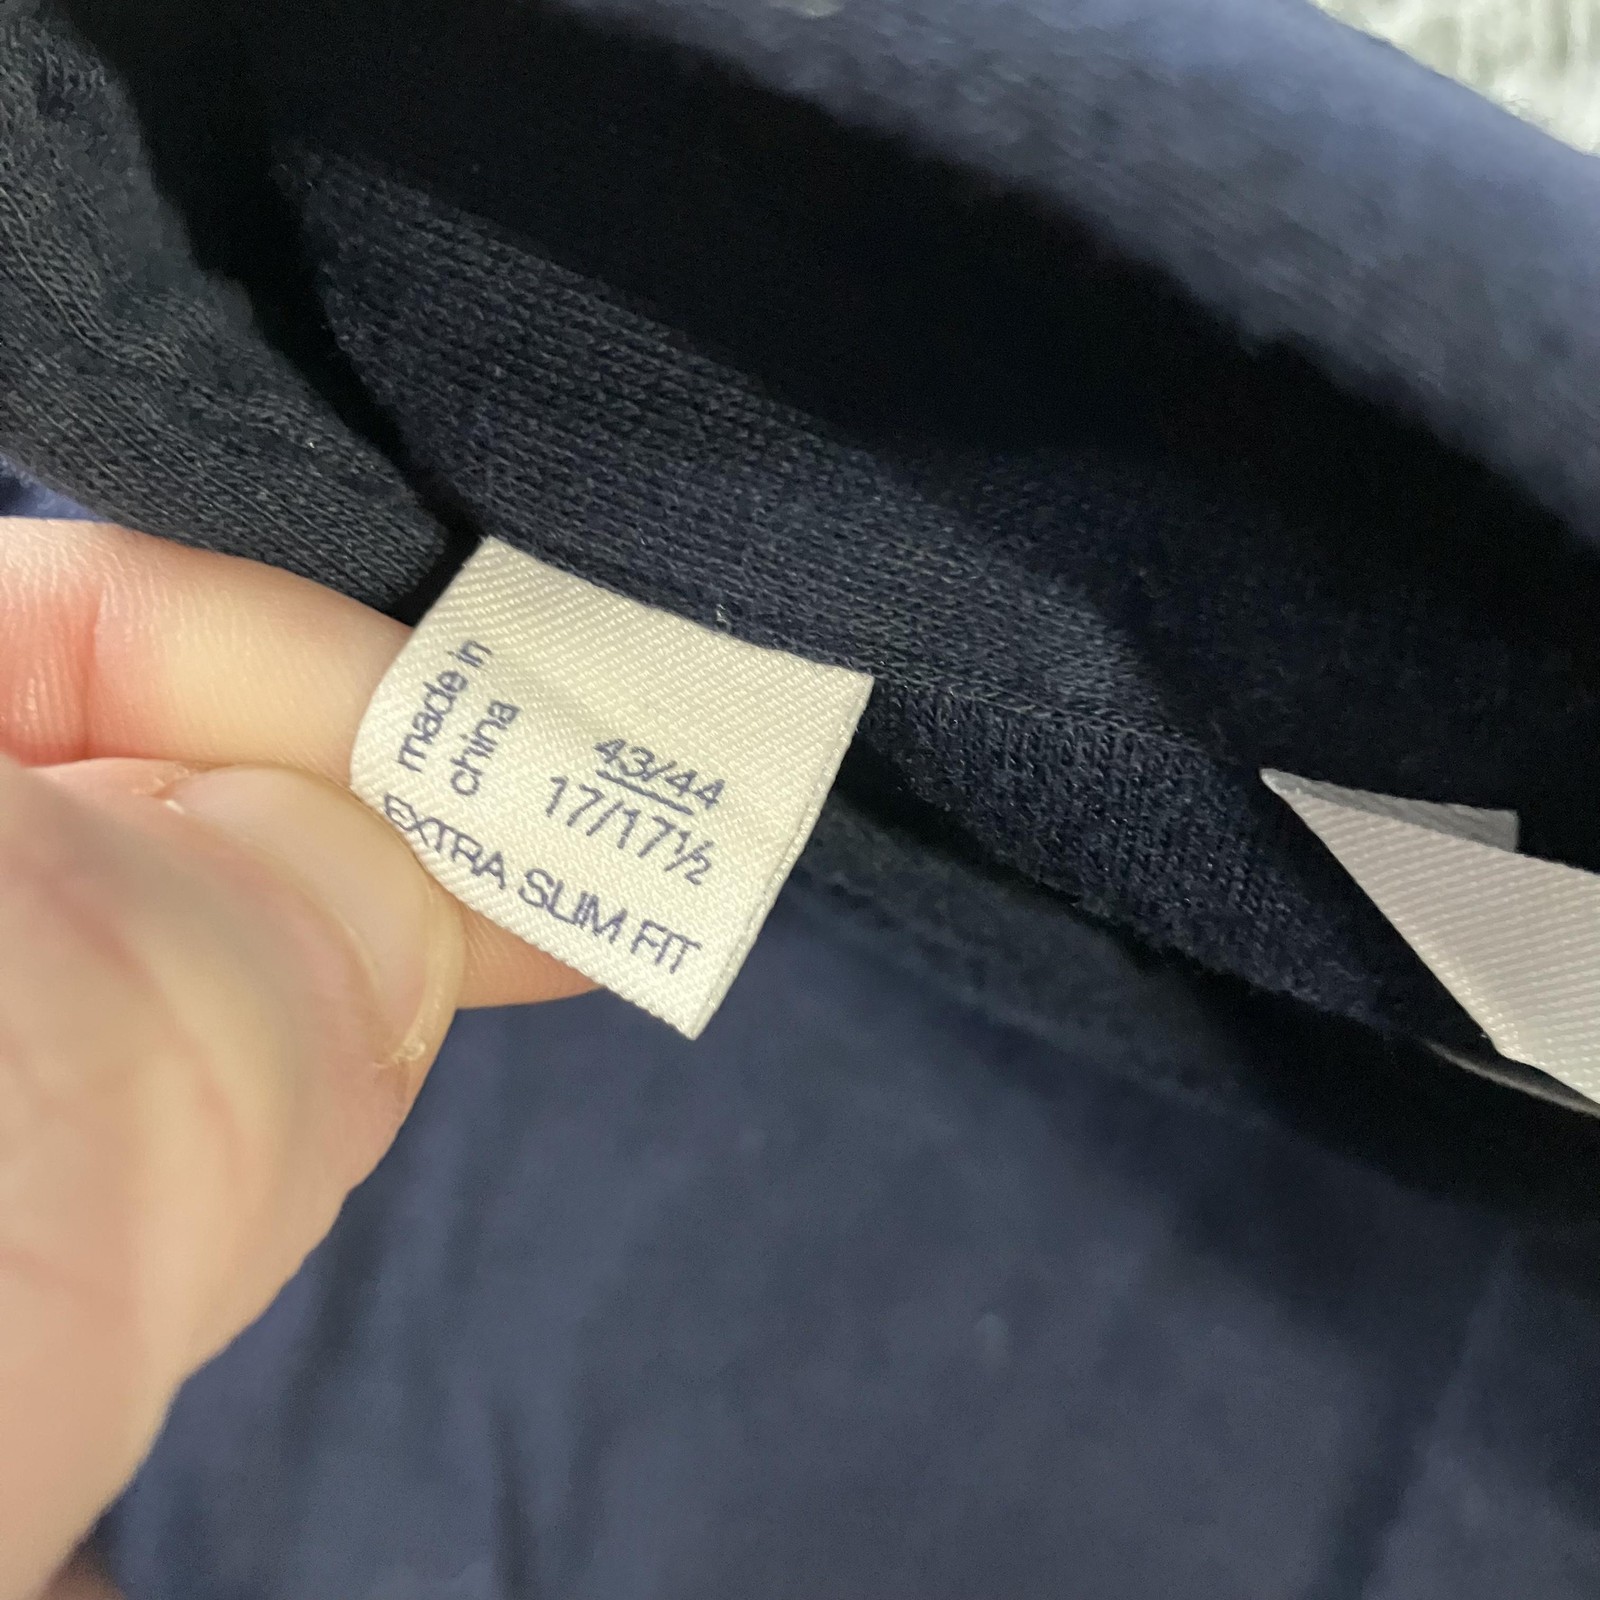 made in
china
43/44
17/17½
EXTRA SLIM FIT